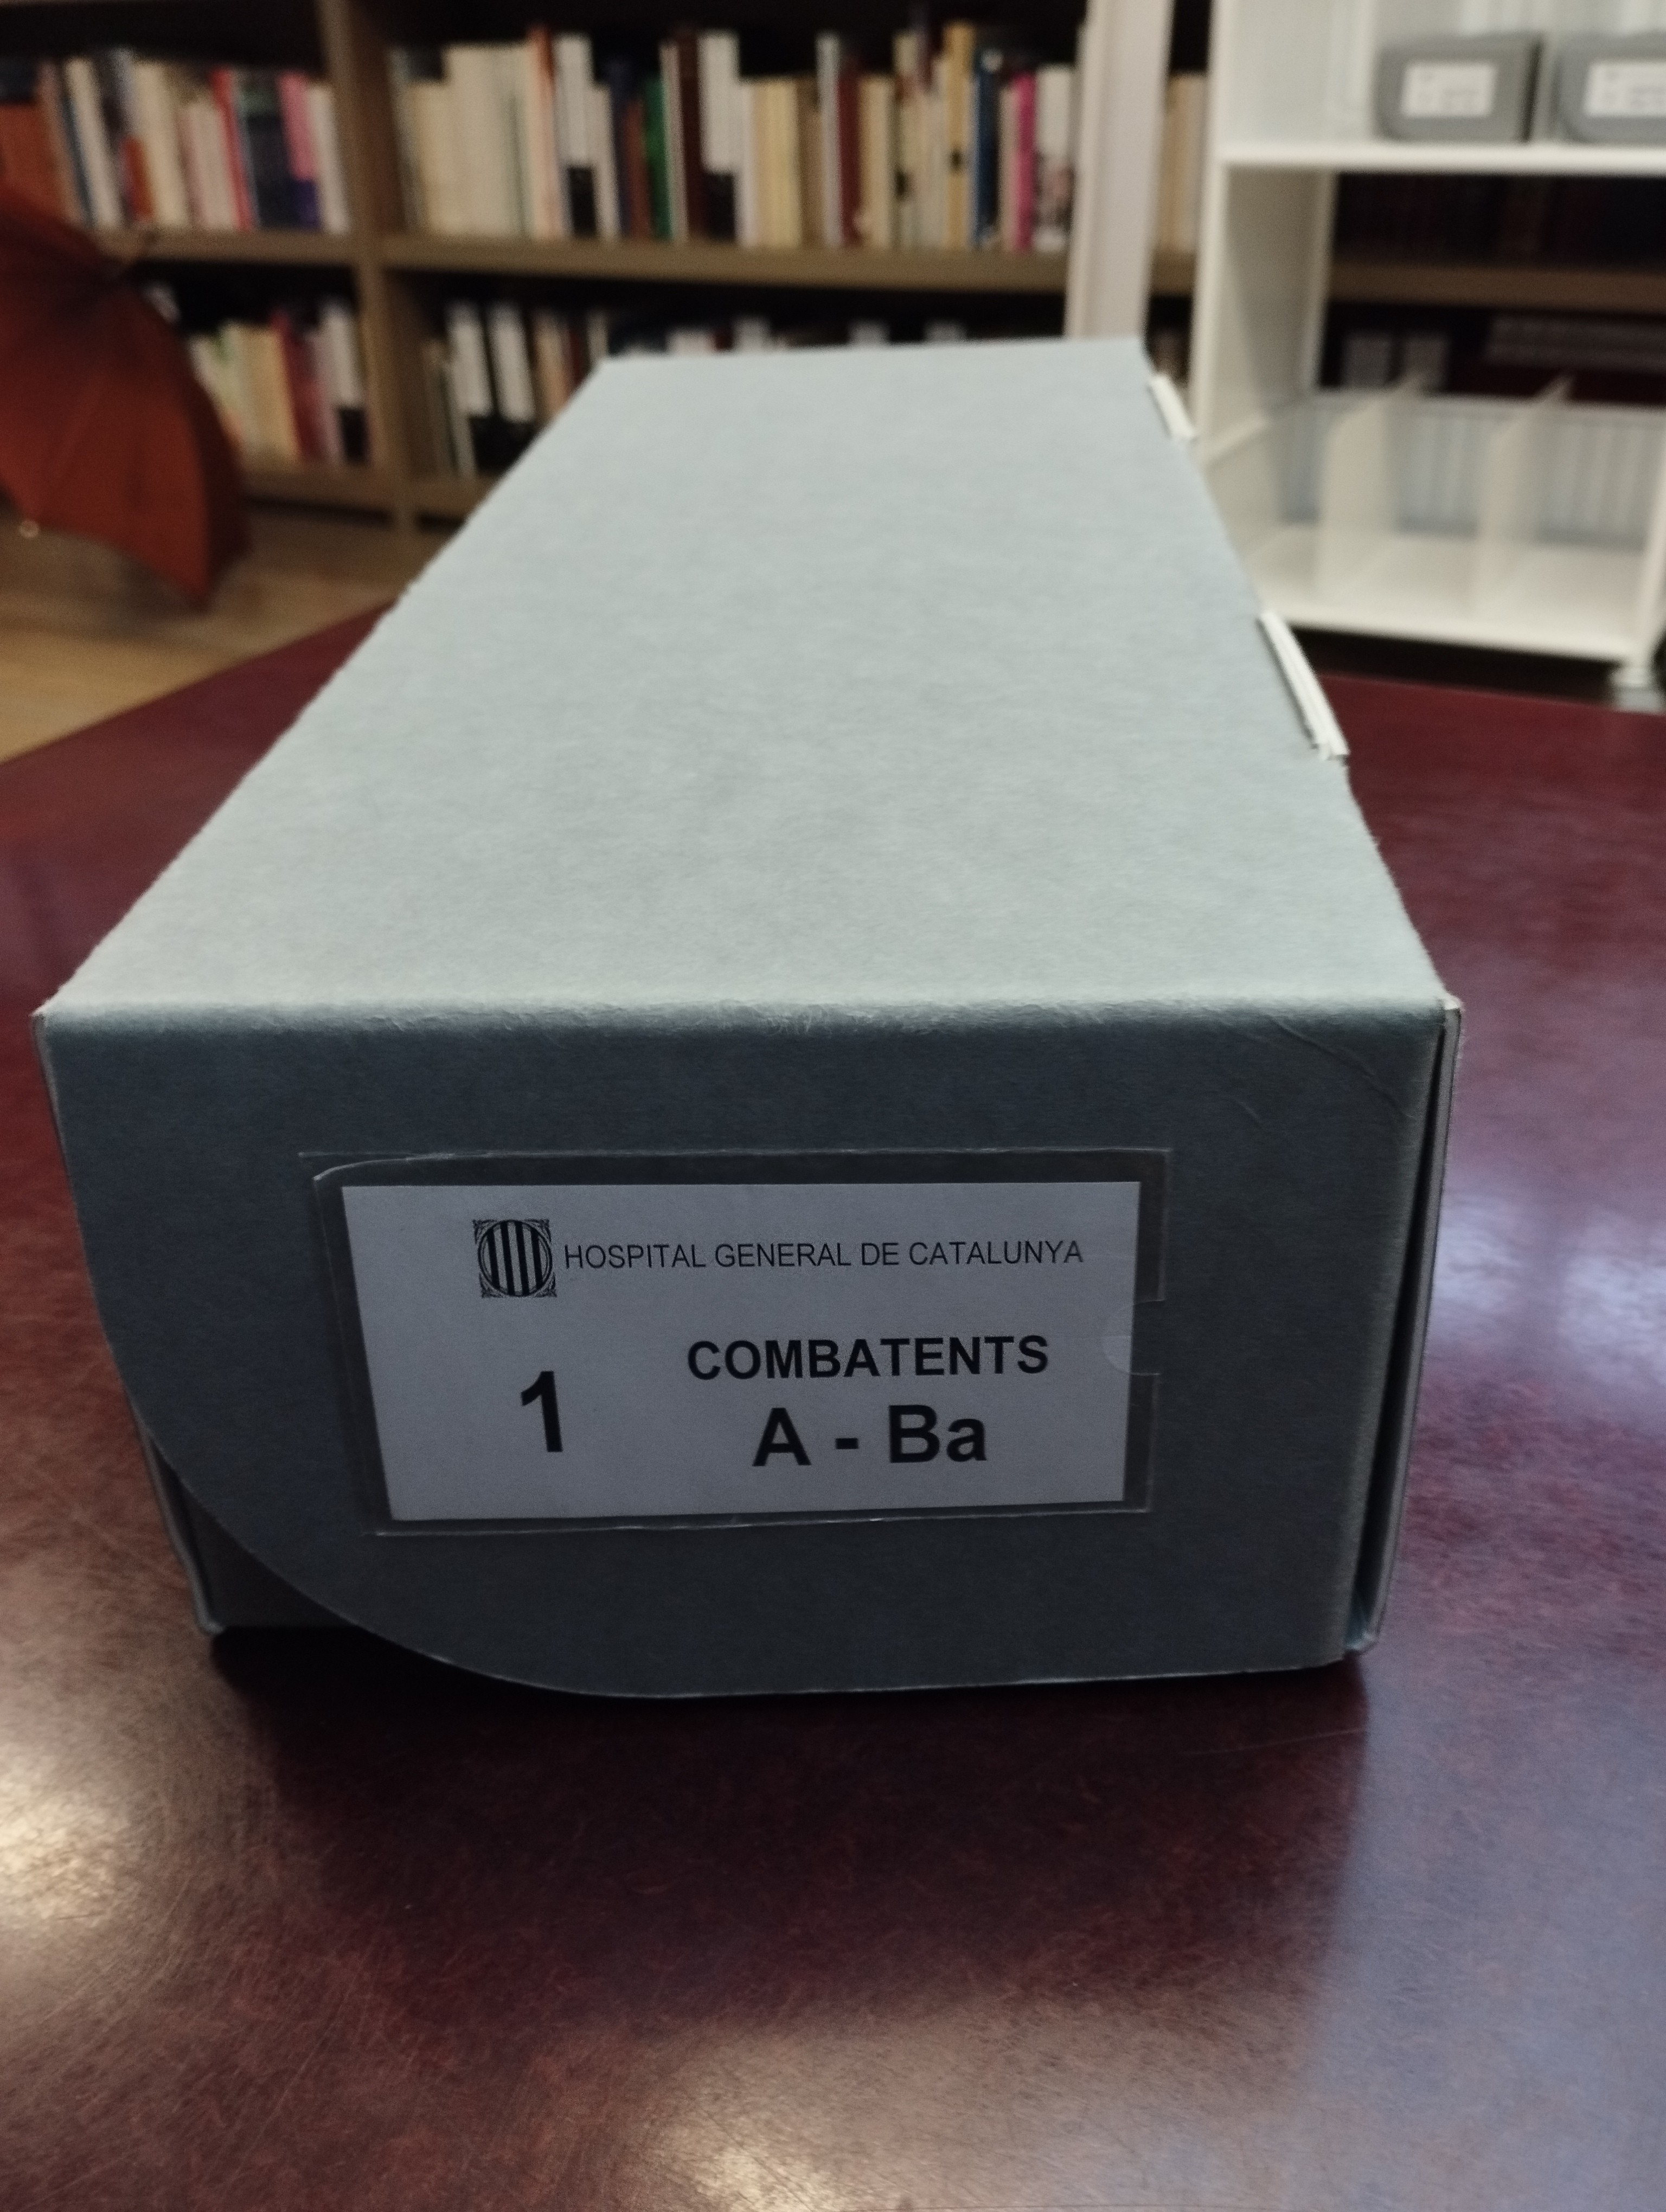 HOSPITAL GENERAL DE CATALUNYA
COMBATENTS
1
A - Ba